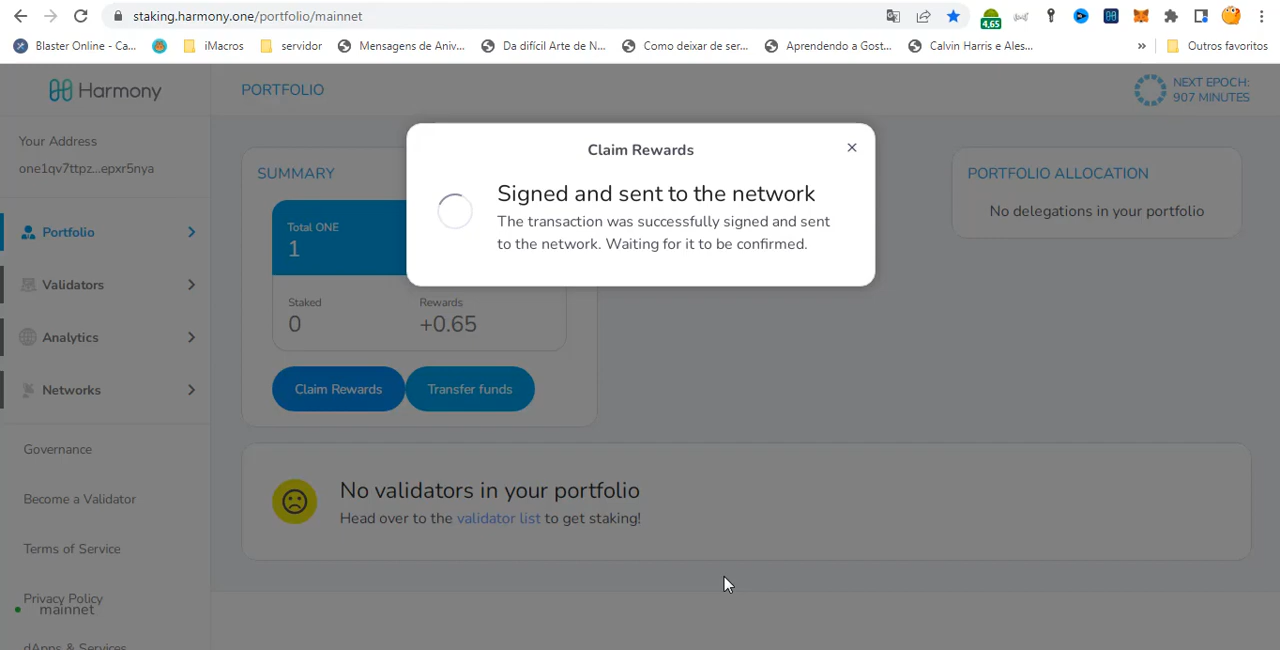 staking.harmony.one/portfolio/mainnet
4,65
Blaster Online - Ca...
iMacros
servidor
Mensagens de Aniv...
Da difícil Arte de N...
Como deixar de ser...
Aprendendo a Gost...
Calvin Harris e Ales...
»
Outros favoritos
Harmony
PORTFOLIO
NEXT EPOCH:
907 MINUTES
Your Address
one1qv7ttpz...epxr5nya
Portfolio
Validators
Analytics
Networks
Governance
Become a Validator
Terms of Service
Privacy Policy
mainnet
dApps & Services
SUMMARY
Total ONE
1
Staked
0
Rewards
+0.65
Claim Rewards
Transfer funds
Claim Rewards
Signed and sent to the network
The transaction was successfully signed and sent
to the network. Waiting for it to be confirmed.
PORTFOLIO ALLOCATION
No delegations in your portfolio
No validators in your portfolio
Head over to the validator list to get staking!